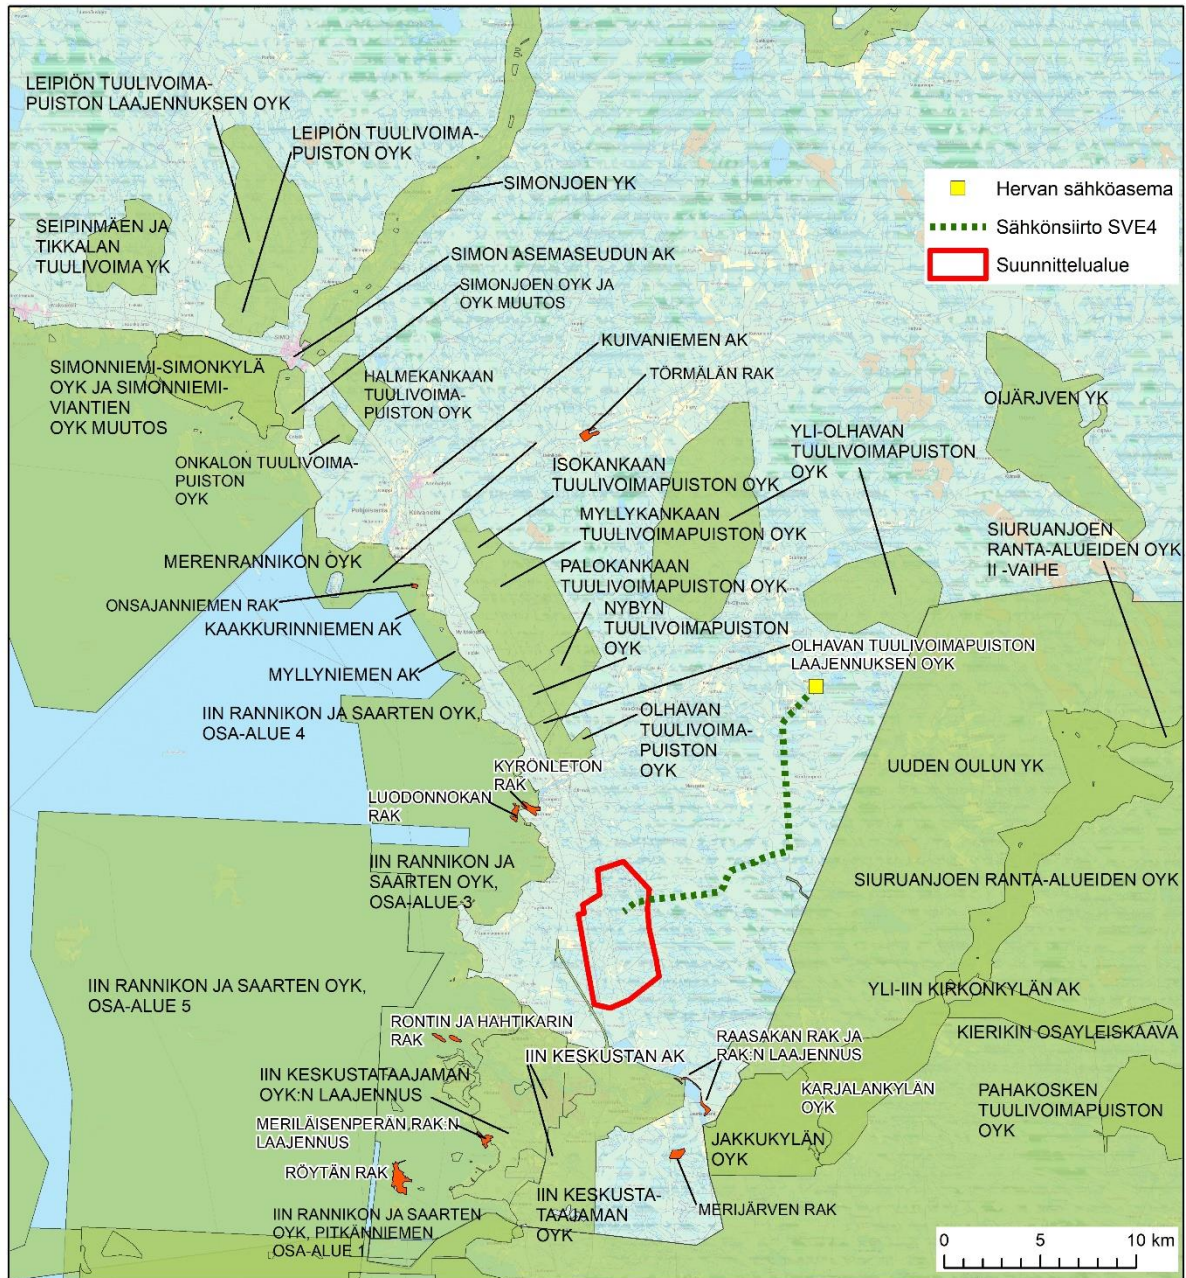 LEIPIÖN TUULIVOIMA-
PUISTON LAAJENNUKSEN OYK
LEIPIÖN TUULIVOIMA-
PUISTON OYK
SIMONJOEN YK
Hervan sähköasema
Sähkönsiirto SVE4
Suunnittelualue
SEIPINMÄEN JA
TIKKALAN
TUULIVOIMA YK
SIMON ASEMASEUDUN AK
SIMONJOEN OYK JA
OYK MUUTOS
KUIVANIEMEN AK
SIMONNIEMI-SIMONKYLÄ
OYK JA SIMONNIEMI-
VIANTIEN
OYK MUUTOS
HALMEKANKAAN
TUULIVOIMA-
PUISTON OYK
TÖRMÄLÄN RAK
OIJÄRJVEN YK
YLI-OLHAVAN
TUULIVOIMAPUISTON
OYK
ONKALON TUULIVOIMA-
PUISTON
OYK
ISOKANKAAN
TUULIVOIMAPUISTON OYK
MYLLYKANKAAN
TUULIVOIMAPUISTON OYK
SIURUANJOEN
RANTA-ALUEIDEN OYK
II -VAIHE
MERENRANNIKON OYK
PALOKANKAAN
TUULIVOIMAPUISTON OYK
ONSAJANNIEMEN RAK
NYBYN
TUULIVOIMAPUISTON
OYK
KAAKKURINNIEMEN AK
OLHAVAN TUULIVOIMAPUISTON
LAAJENNUKSEN OYK
MYLLYNIEMEN AK
IIN RANNIKON JA SAARTEN OYK,
OSA-ALUE 4
OLHAVAN
TUULIVOIMA-
PUISTON
OYK
KYRÖNLETON
RAK
UUDEN OULUN YK
LUODONNOKAN
RAK
IIN RANNIKON JA
SAARTEN OYK,
OSA-ALUE 3
SIURUANJOEN RANTA-ALUEIDEN OYK
IIN RANNIKON JA SAARTEN OYK,
OSA-ALUE 5
YLI-IIN KIRKONKYLÄN AK
RONTIN JA HAHTIKARIN
RAK
RAASAKAN RAK JA
RAK:N LAAJENNUS
KIERIKIN OSAYLEISKAAVA
IIN KESKUSTAN AK
IIN KESKUSTATAAJAMAN
OYK:N LAAJENNUS
KARJALANKYLÄN
OYK
PAHAKOSKEN
TUULIVOIMAPUISTON
OYK
MERILÄISENPERÄN RAK:N
LAAJENNUS
JAKKUKYLÄN
OYK
RÖYTÄN RAK
IIN KESKUSTA-
TAAJAMAN
OYK
MERIJÄRVEN RAK
IIN RANNIKON JA SAARTEN
OYK, PITKÄNNIEMEN
OSA-ALUE 1
0 5 10 km